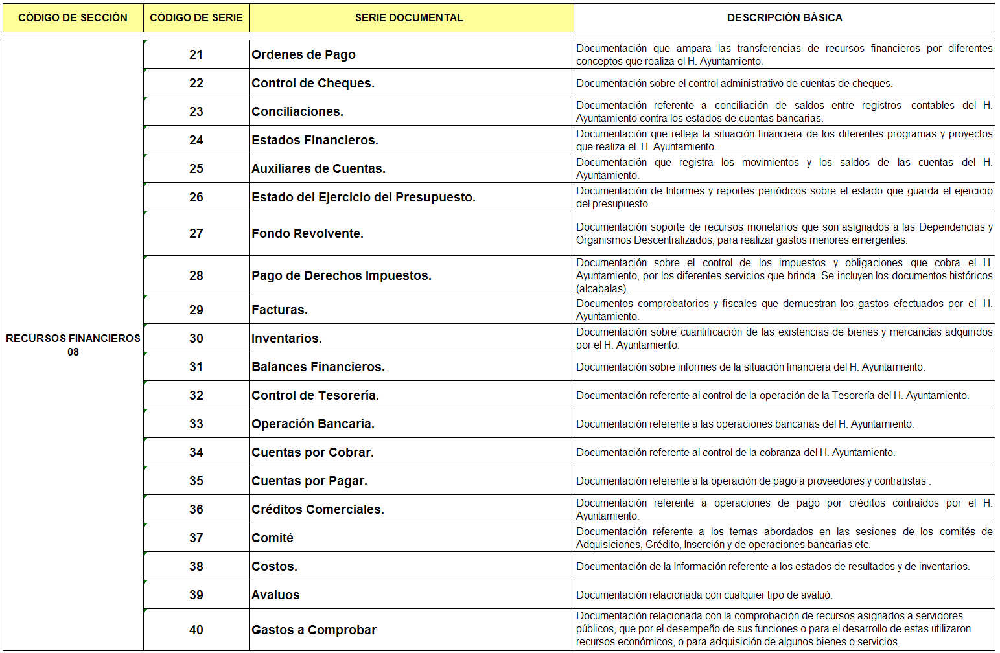 CÓDIGO DE SECCIÓN CÓDIGO DE SERIE SERIE DOCUMENTAL DESCRIPCIÓN BÁSICA
RECURSOS FINANCIEROS
08
21 Ordenes de Pago
Documentación que ampara las transferencias de recursos financieros por diferentes
conceptos que realiza el H. Ayuntamiento.
22 Control de Cheques.
Documentación sobre el control administrativo de cuentas de cheques.
23 Conciliaciones.
Documentación referente a conciliación de saldos entre registros contables del H.
Ayuntamiento contra los estados de cuentas bancarias.
24 Estados Financieros.
Documentación que refleja la situación financiera de los diferentes programas y proyectos
que realiza el H. Ayuntamiento.
25 Auxiliares de Cuentas.
Documentación que registra los movimientos y los saldos de las cuentas del H.
Ayuntamiento.
26 Estado del Ejercicio del Presupuesto.
Documentación de Informes y reportes periódicos sobre el estado que guarda el ejercicio
del presupuesto.
27 Fondo Revolvente.
Documentación soporte de recursos monetarios que son asignados a las Dependencias y
Organismos Descentralizados, para realizar gastos menores emergentes.
28 Pago de Derechos Impuestos.
Documentación sobre el control de los impuestos y obligaciones que cobra el H.
Ayuntamiento, por los diferentes servicios que brinda. Se incluyen los documentos históricos
(alcabalas).
29 Facturas.
Documentos comprobatorios y fiscales que demuestran los gastos efectuados por el H.
Ayuntamiento.
30 Inventarios.
Documentación sobre cuantificación de las existencias de bienes y mercancías adquiridos
por el H. Ayuntamiento.
31 Balances Financieros.
Documentación sobre informes de la situación financiera del H. Ayuntamiento.
32 Control de Tesorería.
Documentación referente al control de la operación de la Tesorería del H. Ayuntamiento.
33 Operación Bancaria.
Documentación referente a las operaciones bancarias del H. Ayuntamiento.
34 Cuentas por Cobrar.
Documentación referente al control de la cobranza del H. Ayuntamiento.
35 Cuentas por Pagar.
Documentación referente a la operación de pago a proveedores y contratistas .
36 Créditos Comerciales.
Documentación referente a operaciones de pago por créditos contraídos por el H.
Ayuntamiento.
37 Comité
Documentación referente a los temas abordados en las sesiones de los comités de
Adquisiciones, Crédito, Inserción y de operaciones bancarias etc.
38 Costos.
Documentación de la Información referente a los estados de resultados y de inventarios.
39 Avaluos
Documentación relacionada con cualquier tipo de avaluó.
40 Gastos a Comprobar
Documentación relacionada con la comprobación de recursos asignados a servidores
públicos, que por el desempeño de sus funciones o para el desarrollo de estas utilizaron
recursos económicos, o para adquisición de algunos bienes o servicios.